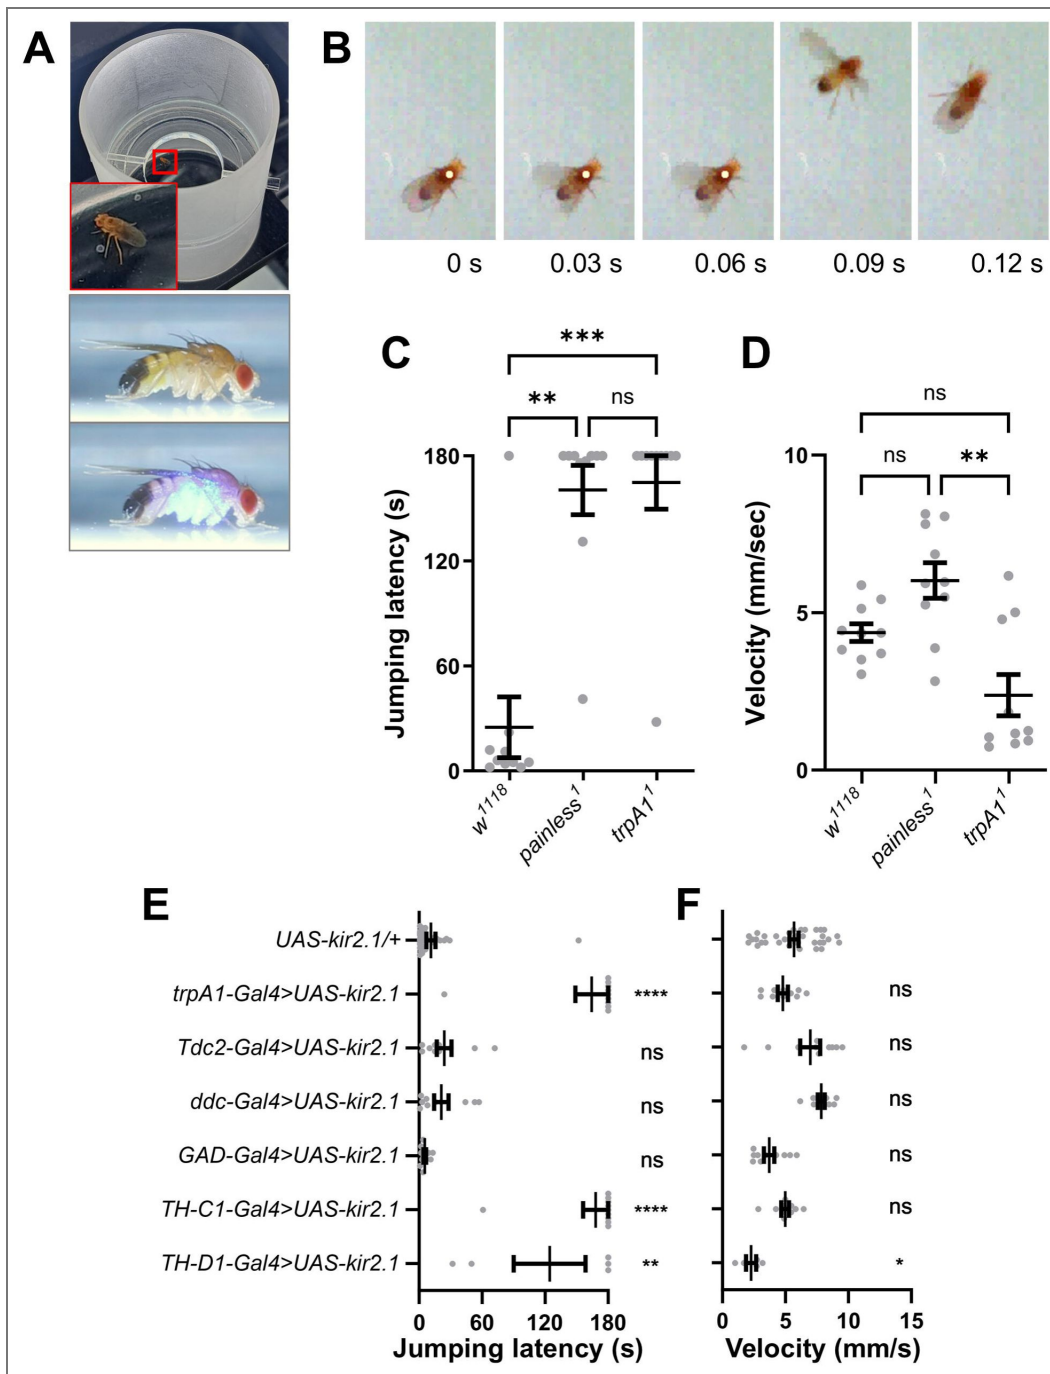 A
B
0 s
0.03 s
0.06 s
0.09 s
0.12 s
C
***
**
ns
180
120
60
0
Jumping latency (s)
w1118
painless1
trpA11
D
ns
ns
**
10
5
0
Velocity (mm/sec)
w1118
painless1
trpA11
E
UAS-kir2.1/+
trpA1-Gal4>UAS-kir2.1
****
Tdc2-Gal4>UAS-kir2.1
ns
ddc-Gal4>UAS-kir2.1
ns
GAD-Gal4>UAS-kir2.1
ns
TH-C1-Gal4>UAS-kir2.1
****
TH-D1-Gal4>UAS-kir2.1
**
0 60 120 180
Jumping latency (s)
F
ns
ns
ns
ns
ns
*
0 5 10 15
Velocity (mm/s)